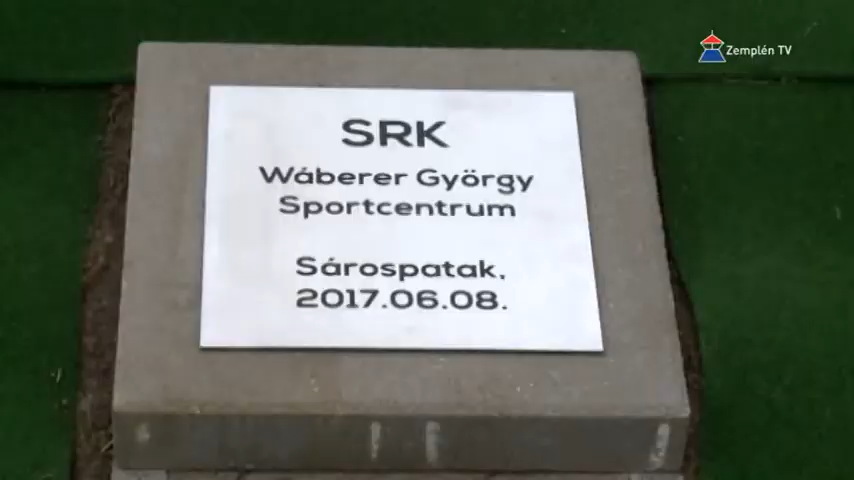 Zemplén TV
SRK
Wáberer György
Sportcentrum
Sárospatak,
2017.06.08.